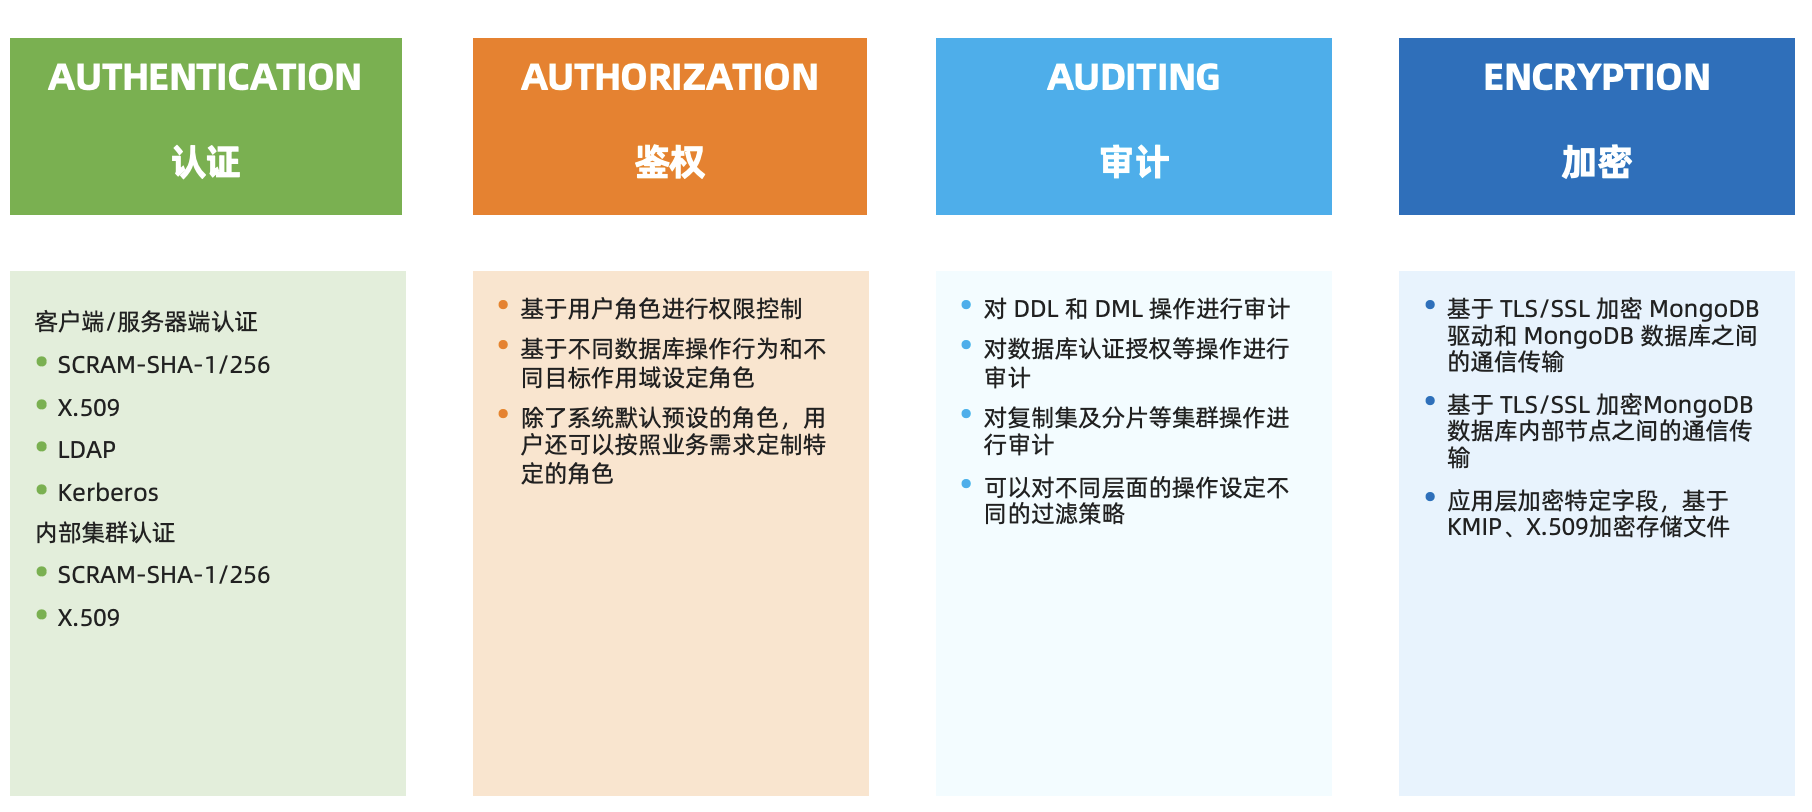 AUTHENTICATION
认证
客户端/服务器端认证
SCRAM-SHA-1/256
X.509
LDAP
Kerberos
内部集群认证
SCRAM-SHA-1/256
X.509
AUTHORIZATION
鉴权
基于用户角色进行权限控制
基于不同数据库操作行为和不
同目标作用域设定角色
除了系统默认预设的角色，用
户还可以按照业务需求定制特
定的角色
AUDITING
审计
对 DDL 和 DML 操作进行审计
对数据库认证授权等操作进行
审计
对复制集及分片等集群操作进
行审计
可以对不同层面的操作设定不
同的过滤策略
ENCRYPTION
加密
基于 TLS/SSL 加密 MongoDB
驱动和 MongoDB 数据库之间
的通信传输
基于 TLS/SSL 加密MongoDB
数据库内部节点之间的通信传
输
应用层加密特定字段，基于
KMIP、X.509加密存储文件